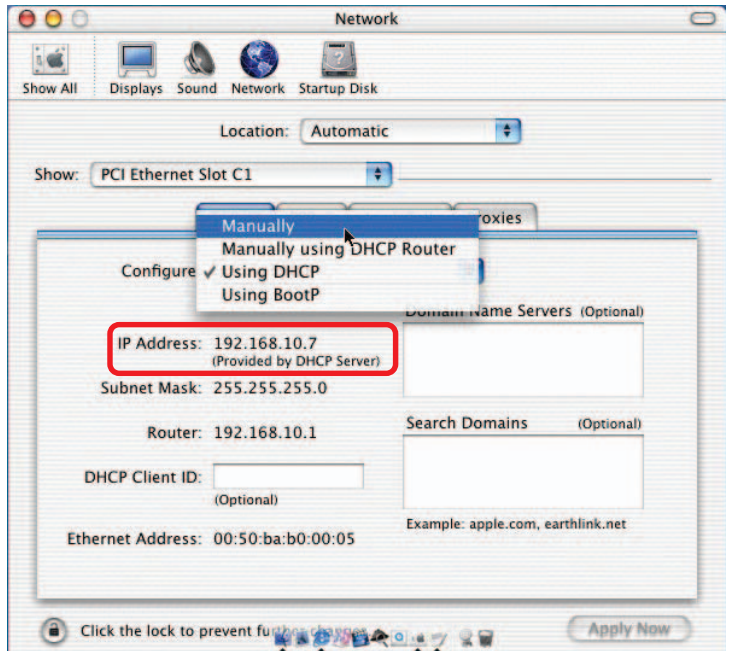 Network
Show All
Displays
Sound
Network
Startup Disk
Location: Automatic
Show: PCI Ethernet Slot C1
oxies
Manually
Manually using DHCP Router
Configure ✓ Using DHCP
Using BootP
Domain Name Servers (Optional)
IP Address: 192.168.10.7
(Provided by DHCP Server)
Subnet Mask: 255.255.255.0
Search Domains (Optional)
Router: 192.168.10.1
DHCP Client ID:
(Optional)
Example: apple.com, earthlink.net
Ethernet Address: 00:50:ba:b0:00:05
Click the lock to prevent further changes.
Apply Now